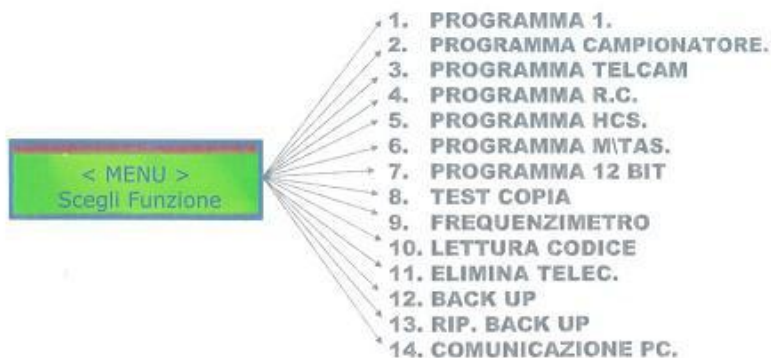 < MENU >
Scegli Funzione
1. PROGRAMMA 1.
2. PROGRAMMA CAMPIONATORE.
3. PROGRAMMA TELCAM
4. PROGRAMMA R.C.
5. PROGRAMMA HCS.
6. PROGRAMMA M\TAS.
7. PROGRAMMA 12 BIT
8. TEST COPIA
9. FREQUENZIMETRO
10. LETTURA CODICE
11. ELIMINA TELEC.
12. BACK UP
13. RIP. BACK UP
14. COMUNICAZIONE PC.